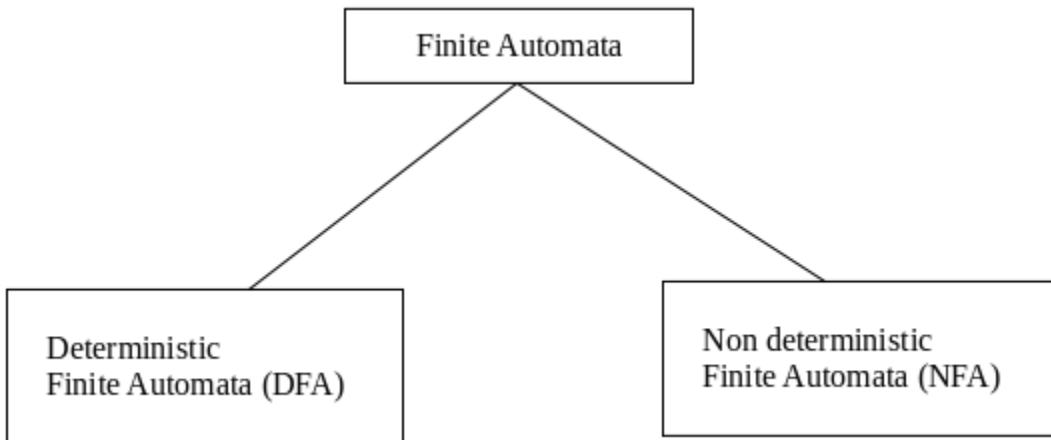 Finite Automata
Deterministic
Finite Automata (DFA)
Non deterministic
Finite Automata (NFA)